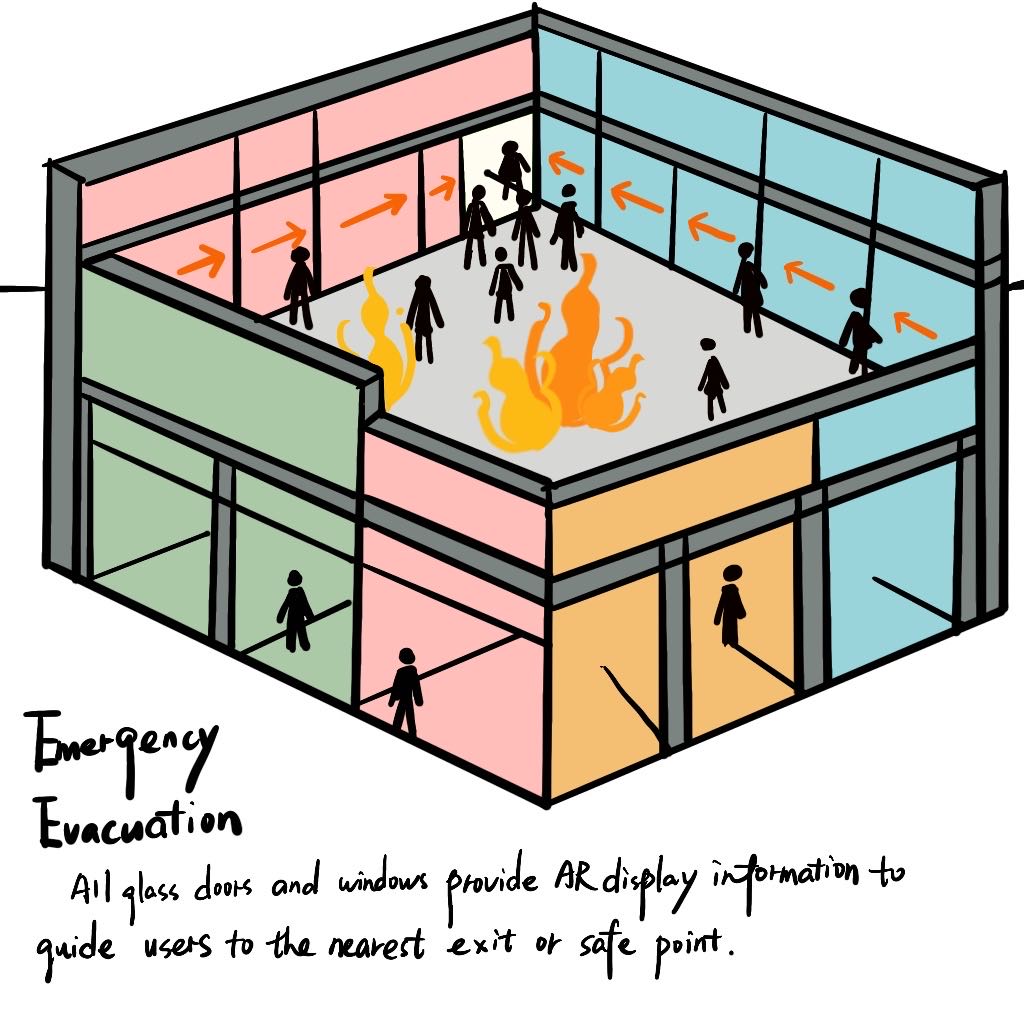 Emergency
Evacuation
All glass doors and windows provide AR display information to
guide users to the nearest exit or safe point.